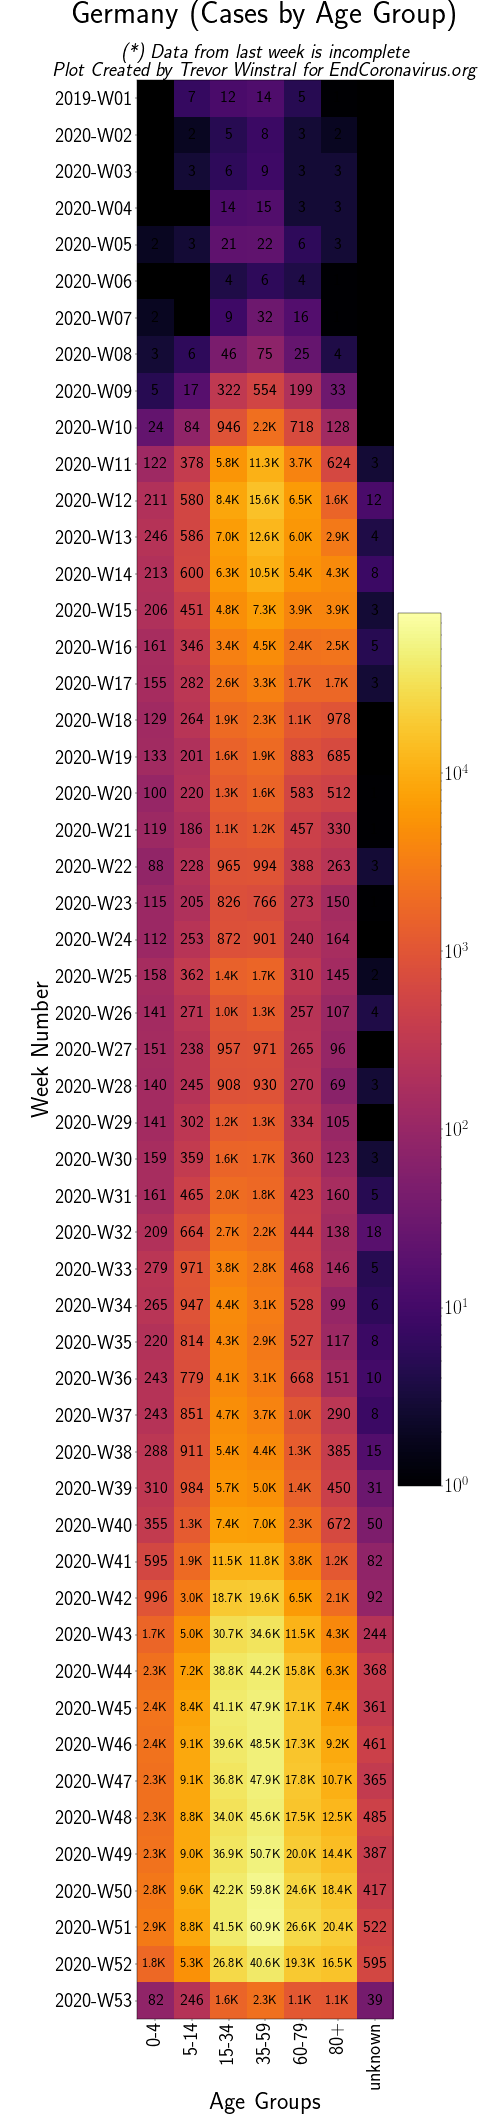 Germany (Cases by Age Group)
(*) Data from last week is incomplete
Plot Created by Trevor Winstral for EndCoronavirus.org
2019-W01 7 12 14 5
2020-W02 2 5 8 3 2
2020-W03 3 6 9 3 3
2020-W04 14 15 3 3
2020-W05 2 3 21 22 6 3
2020-W06 4 6 4
2020-W07 2 9 32 16
2020-W08 3 6 46 75 25 4
2020-W09 5 17 322 554 199 33
2020-W10 24 84 946 2.2K 718 128
2020-W11 122 378 5.8K 11.3K 3.7K 624 3
2020-W12 211 580 8.4K 15.6K 6.5K 1.6K 12
2020-W13 246 586 7.0K 12.6K 6.0K 2.9K 4
2020-W14 213 600 6.3K 10.5K 5.4K 4.3K 8
2020-W15 206 451 4.8K 7.3K 3.9K 3.9K 3
2020-W16 161 346 3.4K 4.5K 2.4K 2.5K 5
2020-W17 155 282 2.6K 3.3K 1.7K 1.7K 3
2020-W18 129 264 1.9K 2.3K 1.1K 978
2020-W19 133 201 1.6K 1.9K 883 685
2020-W20 100 220 1.3K 1.6K 583 512
2020-W21 119 186 1.1K 1.2K 457 330
2020-W22 88 228 965 994 388 263 3
2020-W23 115 205 826 766 273 150
2020-W24 112 253 872 901 240 164
2020-W25 158 362 1.4K 1.7K 310 145 2
2020-W26 141 271 1.0K 1.3K 257 107 4
2020-W27 151 238 957 971 265 96
2020-W28 140 245 908 930 270 69 3
2020-W29 141 302 1.2K 1.3K 334 105
2020-W30 159 359 1.6K 1.7K 360 123 3
2020-W31 161 465 2.0K 1.8K 423 160 5
2020-W32 209 664 2.7K 2.2K 444 138 18
2020-W33 279 971 3.8K 2.8K 468 146 5
2020-W34 265 947 4.4K 3.1K 528 99 6
2020-W35 220 814 4.3K 2.9K 527 117 8
2020-W36 243 779 4.1K 3.1K 668 151 10
2020-W37 243 851 4.7K 3.7K 1.0K 290 8
2020-W38 288 911 5.4K 4.4K 1.3K 385 15
2020-W39 310 984 5.7K 5.0K 1.4K 450 31
2020-W40 355 1.3K 7.4K 7.0K 2.3K 672 50
2020-W41 595 1.9K 11.5K 11.8K 3.8K 1.2K 82
2020-W42 996 3.0K 18.7K 19.6K 6.5K 2.1K 92
2020-W43 1.7K 5.0K 30.7K 34.6K 11.5K 4.3K 244
2020-W44 2.3K 7.2K 38.8K 44.2K 15.8K 6.3K 368
2020-W45 2.4K 8.4K 41.1K 47.9K 17.1K 7.4K 361
2020-W46 2.4K 9.1K 39.6K 48.5K 17.3K 9.2K 461
2020-W47 2.3K 9.1K 36.8K 47.9K 17.8K 10.7K 365
2020-W48 2.3K 8.8K 34.0K 45.6K 17.5K 12.5K 485
2020-W49 2.3K 9.0K 36.9K 50.7K 20.0K 14.4K 387
2020-W50 2.8K 9.6K 42.2K 59.8K 24.6K 18.4K 417
2020-W51 2.9K 8.8K 41.5K 60.9K 26.6K 20.4K 522
2020-W52 1.8K 5.3K 26.8K 40.6K 19.3K 16.5K 595
2020-W53 82 246 1.6K 2.3K 1.1K 1.1K 39
0-4 5-14 15-34 35-59 60-79 80+ unknown
Age Groups
Week Number
10⁴
10³
10²
10¹
10⁰